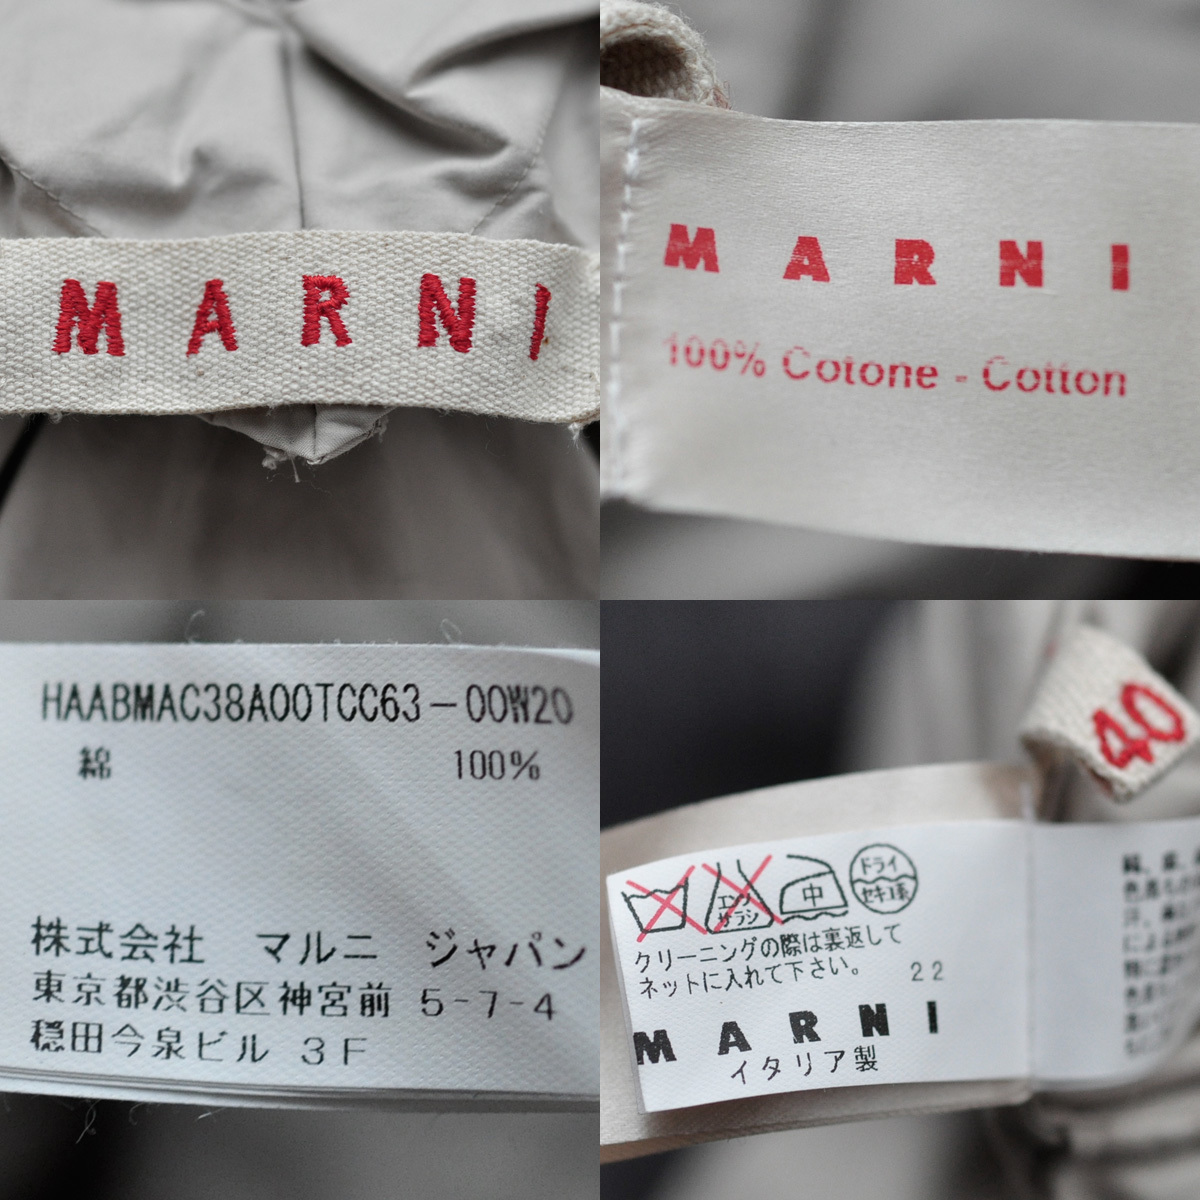 MARNI
MARNI
100% Cotone - Cotton
HAABMAC38A00TCC63-00W20
綿 100%
株式会社 マルニ ジャパン
東京都渋谷区神宮前 5-7-4
穏田今泉ビル 3F
40
エンソ
サラシ
中
ドライ
セキユ系
クリーニングの際は裏返して
ネットに入れて下さい。 22
MARNI
イタリア製